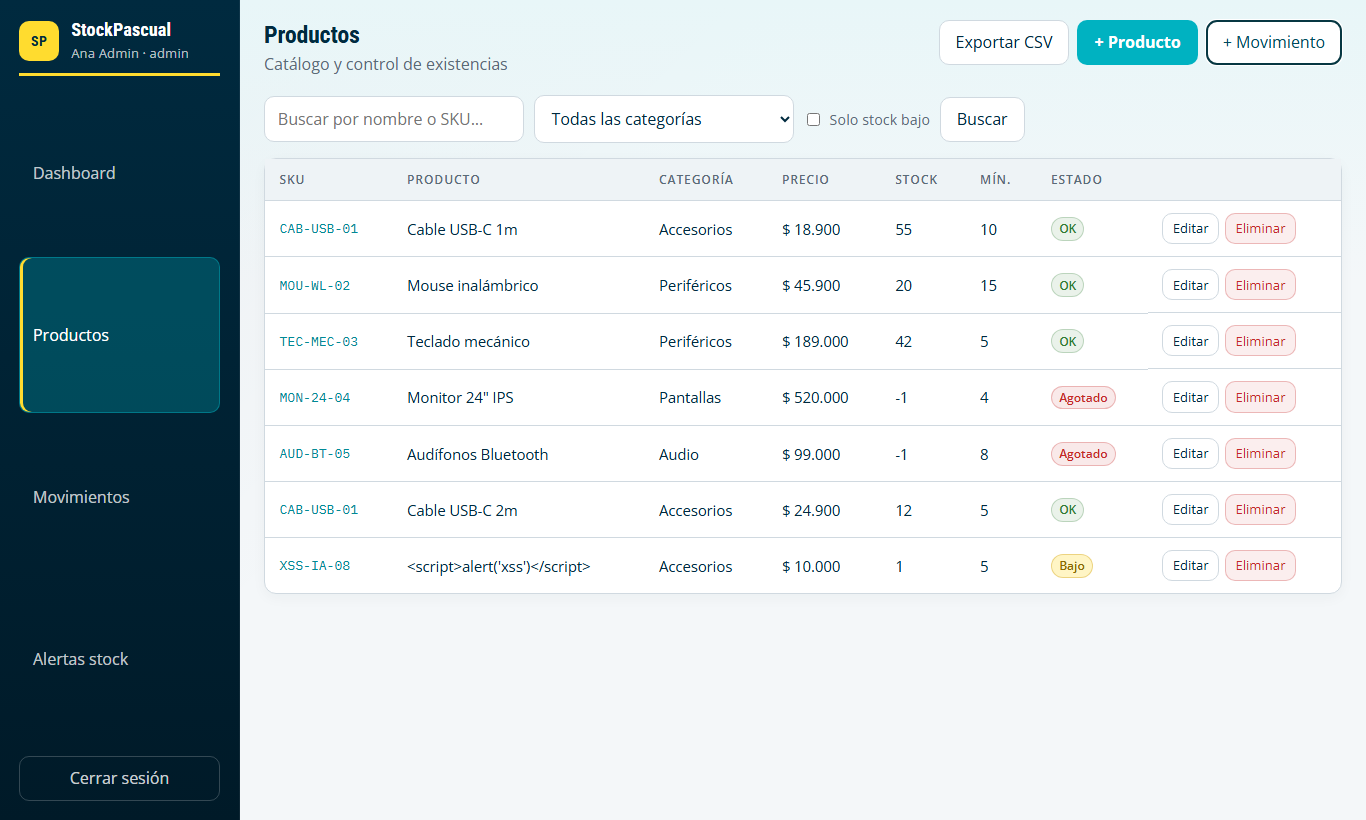 SP
StockPascual
Ana Admin · admin
Dashboard
Productos
Movimientos
Alertas stock
Cerrar sesión
Productos
Catálogo y control de existencias
Exportar CSV
+ Producto
+ Movimiento
Buscar por nombre o SKU...
Todas las categorías
Solo stock bajo
Buscar
SKU PRODUCTO CATEGORÍA PRECIO STOCK MÍN. ESTADO
CAB-USB-01 Cable USB-C 1m Accesorios $ 18.900 55 10 OK Editar Eliminar
MOU-WL-02 Mouse inalámbrico Periféricos $ 45.900 20 15 OK Editar Eliminar
TEC-MEC-03 Teclado mecánico Periféricos $ 189.000 42 5 OK Editar Eliminar
MON-24-04 Monitor 24" IPS Pantallas $ 520.000 -1 4 Agotado Editar Eliminar
AUD-BT-05 Audífonos Bluetooth Audio $ 99.000 -1 8 Agotado Editar Eliminar
CAB-USB-01 Cable USB-C 2m Accesorios $ 24.900 12 5 OK Editar Eliminar
XSS-IA-08 <script>alert('xss')</script> Accesorios $ 10.000 1 5 Bajo Editar Eliminar